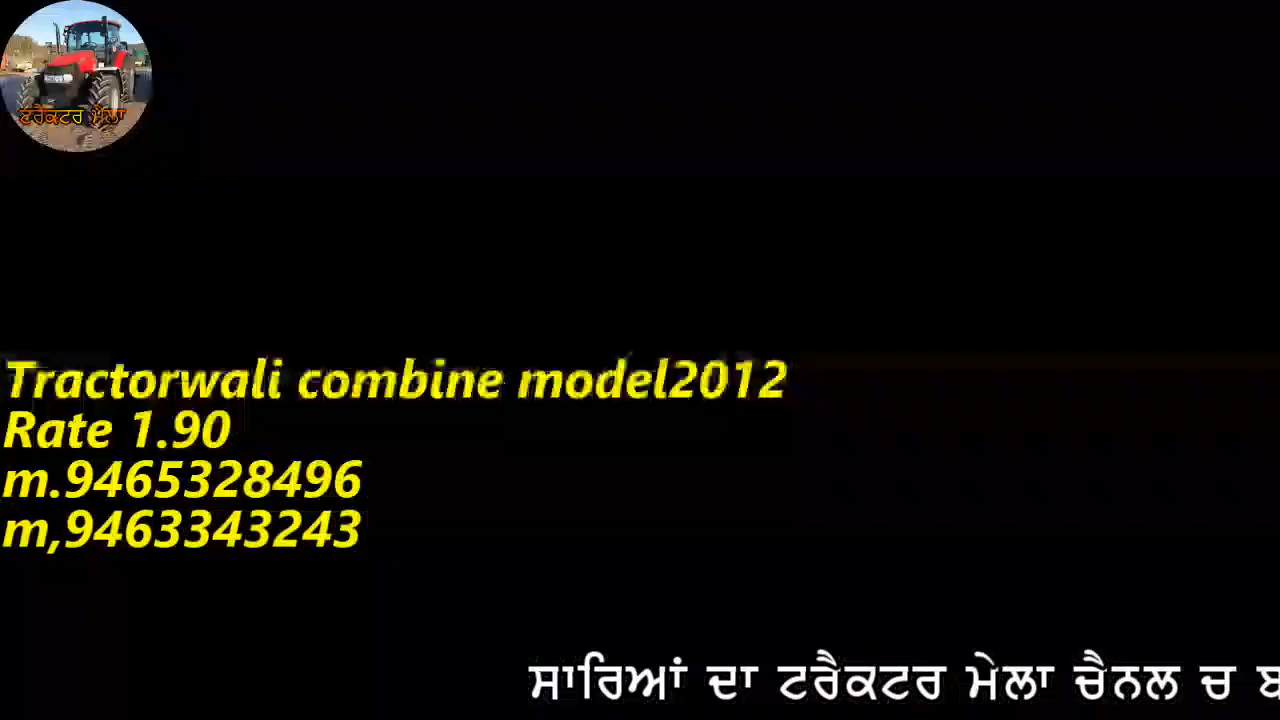 ਟਰੈਕਟਰ ਮੇਲਾ
Tractorwali combine model2012
Rate 1.90
m.9465328496
m,9463343243
ਸਾਰਿਆਂ ਦਾ ਟਰੈਕਟਰ ਮੇਲਾ ਚੈਨਲ ਚ